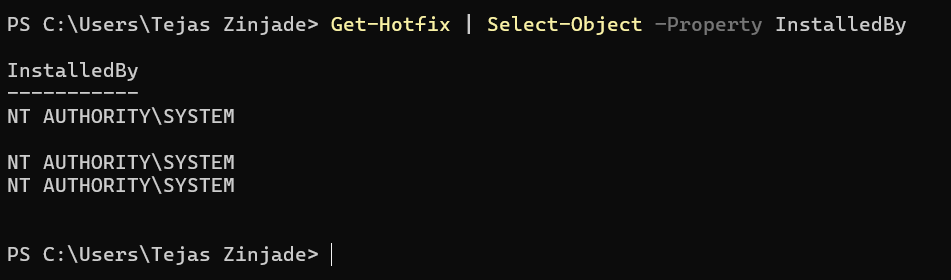 PS C:\Users\Tejas Zinjade> Get-Hotfix | Select-Object -Property InstalledBy
InstalledBy
-----------
NT AUTHORITY\SYSTEM
NT AUTHORITY\SYSTEM
NT AUTHORITY\SYSTEM
PS C:\Users\Tejas Zinjade>